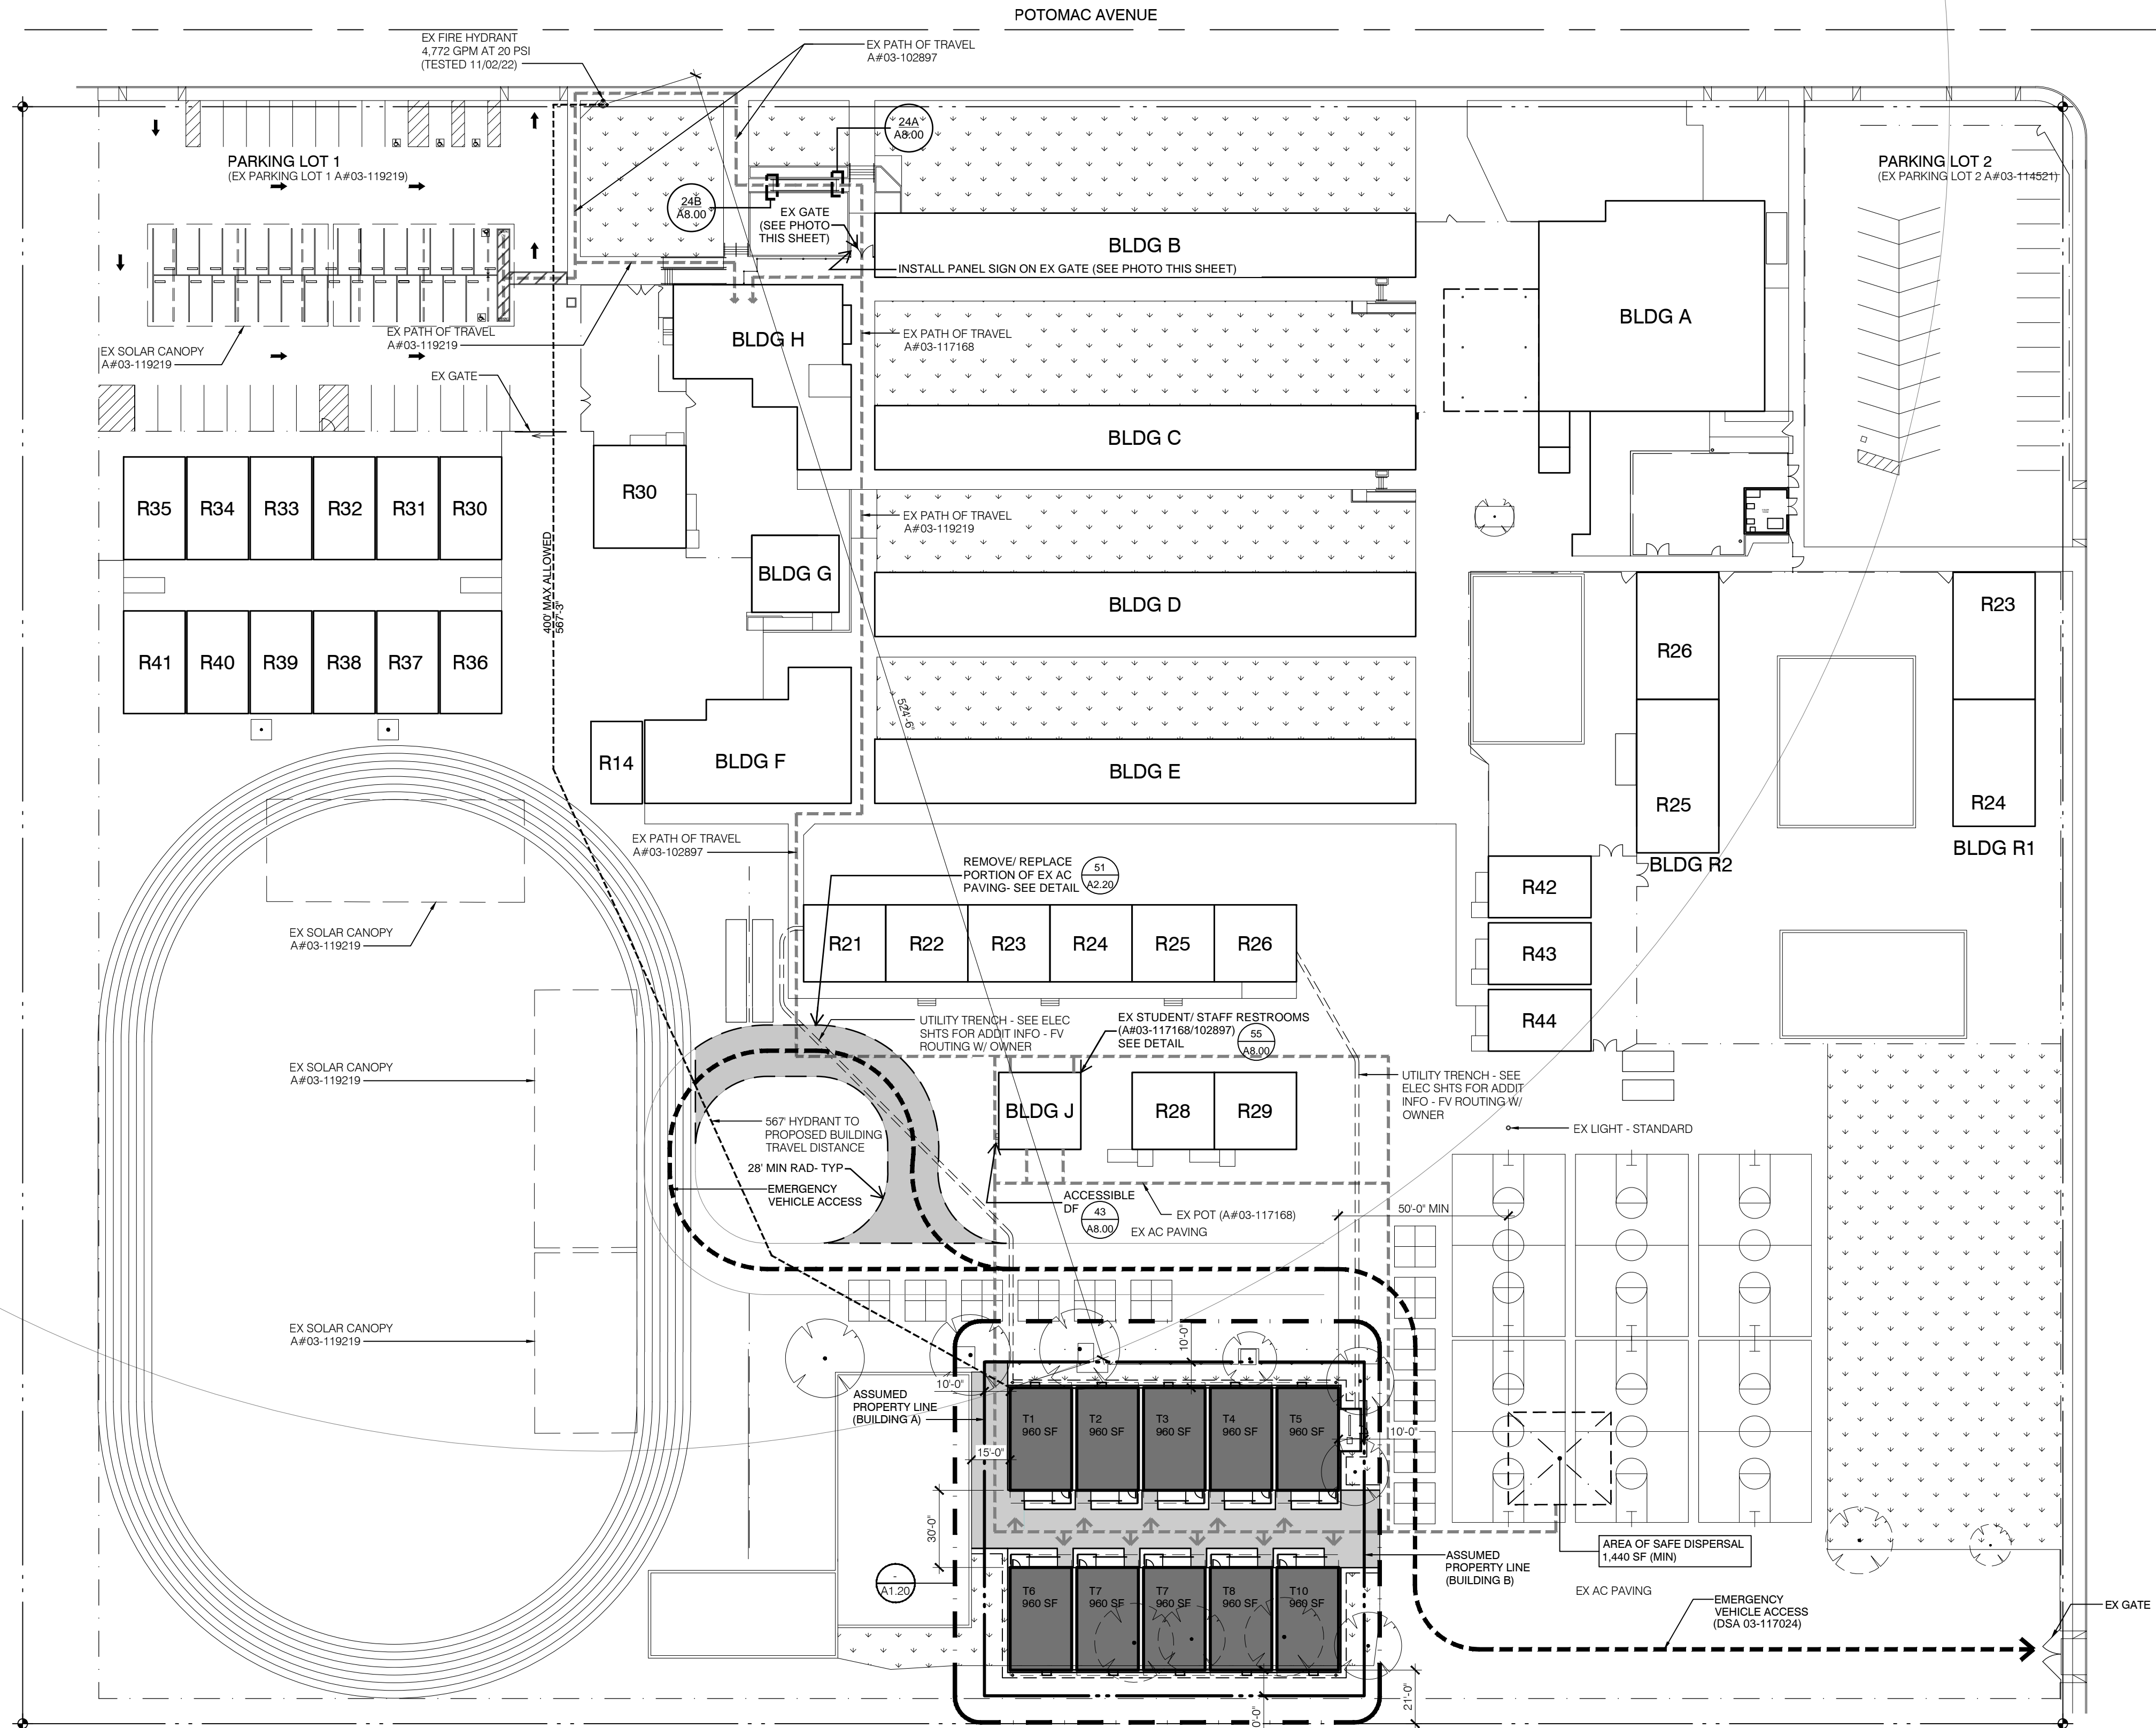 POTOMAC AVENUE
EX FIRE HYDRANT
4,772 GPM AT 20 PSI
(TESTED 11/02/22)
EX PATH OF TRAVEL
A#03-102897
24A
A8.00
PARKING LOT 1
(EX PARKING LOT 1 A#03-119219)
PARKING LOT 2
(EX PARKING LOT 2 A#03-114521)
24B
A8.00
EX GATE
(SEE PHOTO
THIS SHEET)
BLDG B
INSTALL PANEL SIGN ON EX GATE (SEE PHOTO THIS SHEET)
BLDG A
EX PATH OF TRAVEL
A#03-119219
BLDG H
EX PATH OF TRAVEL
A#03-117168
EX SOLAR CANOPY
A#03-119219
EX GATE
BLDG C
R30
R35
R34
R33
R32
R31
R30
EX PATH OF TRAVEL
A#03-119219
400' MAX ALLOWED
567'-3"
BLDG G
BLDG D
R23
R26
R41
R40
R39
R38
R37
R36
524'-6"
R14
BLDG F
BLDG E
R25
R24
EX PATH OF TRAVEL
A#03-102897
BLDG R1
BLDG R2
REMOVE/ REPLACE
PORTION OF EX AC
PAVING- SEE DETAIL
51
A2.20
R42
EX SOLAR CANOPY
A#03-119219
R21
R22
R23
R24
R25
R26
R43
UTILITY TRENCH - SEE ELEC
SHTS FOR ADDIT INFO - FV
ROUTING W/ OWNER
EX STUDENT/ STAFF RESTROOMS
(A#03-117168/102897)
SEE DETAIL
55
A8.00
R44
EX SOLAR CANOPY
A#03-119219
UTILITY TRENCH - SEE
ELEC SHTS FOR ADDIT
INFO - FV ROUTING W/
OWNER
BLDG J
R28
R29
567' HYDRANT TO
PROPOSED BUILDING
TRAVEL DISTANCE
EX LIGHT - STANDARD
28' MIN RAD- TYP
EMERGENCY
VEHICLE ACCESS
ACCESSIBLE
DF
43
A8.00
EX POT (A#03-117168)
EX AC PAVING
50'-0" MIN
EX SOLAR CANOPY
A#03-119219
10'-0"
10'-0"
ASSUMED
PROPERTY LINE
(BUILDING A)
T1
960 SF
T2
960 SF
T3
960 SF
T4
960 SF
T5
960 SF
10'-0"
15'-0"
30'-0"
AREA OF SAFE DISPERSAL
1,440 SF (MIN)
ASSUMED
PROPERTY LINE
(BUILDING B)
-
A1.20
T6
960 SF
T7
960 SF
T7
960 SF
T8
960 SF
T10
960 SF
EX AC PAVING
EMERGENCY
VEHICLE ACCESS
(DSA 03-117024)
EX GATE
21'-0"